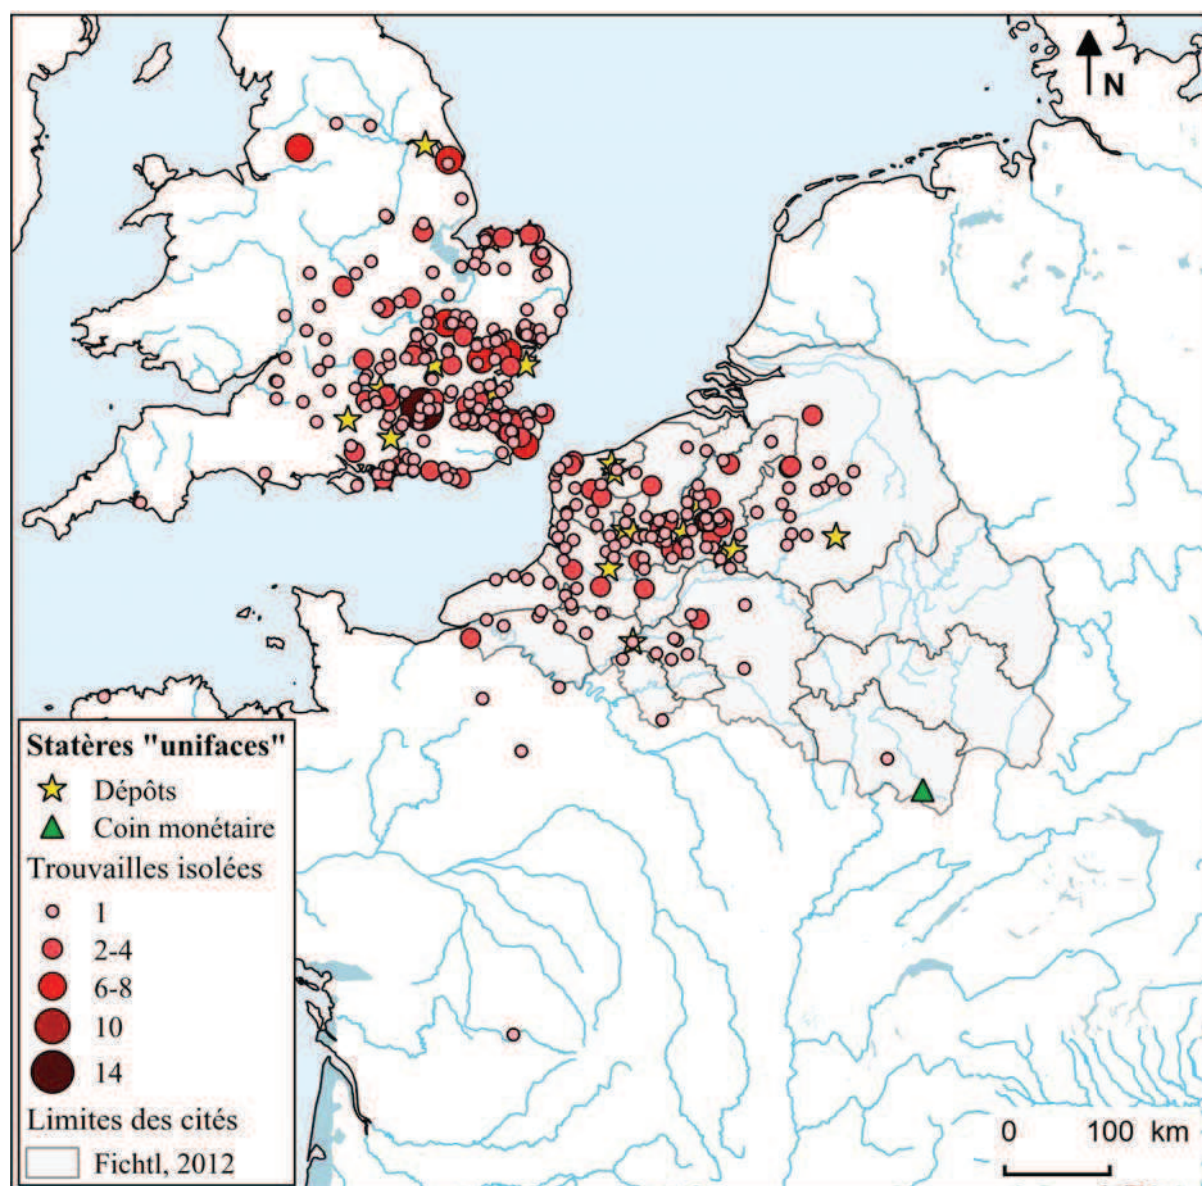 N
Statères "unifaces"
Dépôts
Coin monétaire
Trouvailles isolées
1
2-4
6-8
10
14
Limites des cités
Fichtl, 2012
0 100 km